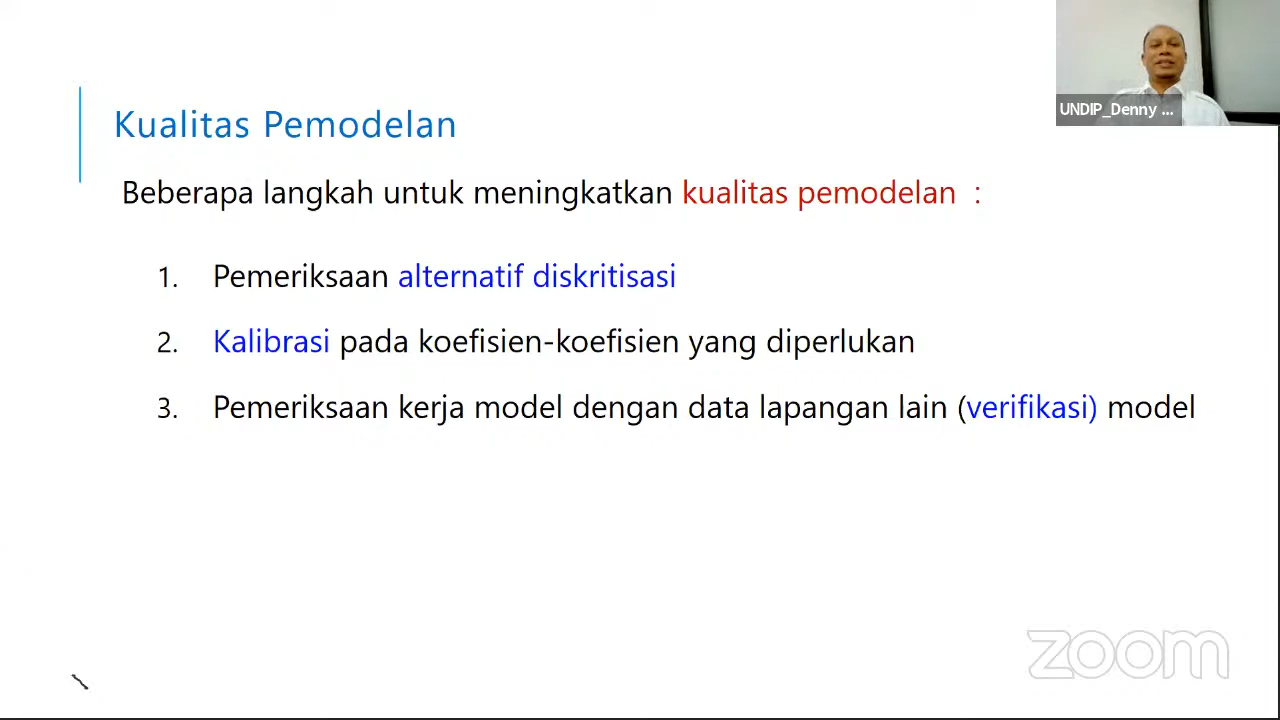 UNDIP_Denny ...
Kualitas Pemodelan
Beberapa langkah untuk meningkatkan kualitas pemodelan :
1. Pemeriksaan alternatif diskritisasi
2. Kalibrasi pada koefisien-koefisien yang diperlukan
3. Pemeriksaan kerja model dengan data lapangan lain (verifikasi) model
zoom